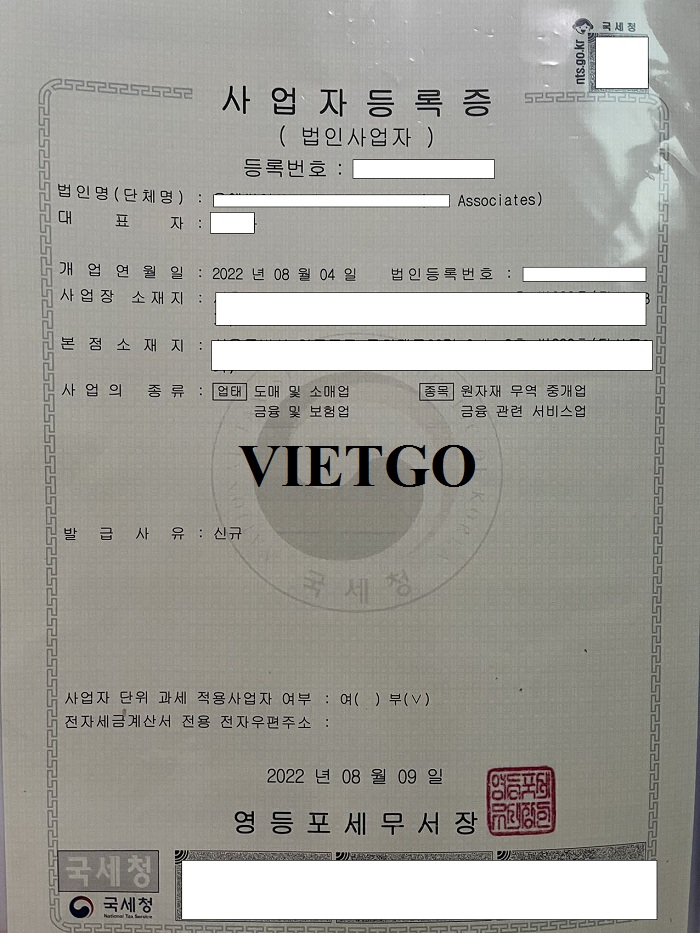 국세청
nts.go.kr
사업자등록증
( 법인사업자 )
등록번호 :
법인명(단체명) : Associates)
대 표 자 :
개 업 연 월 일 : 2022 년 08 월 04 일 법인등록번호 :
사업장 소재지 :
본 점 소 재 지 :
사 업 의 종 류 : 업태 도매 및 소매업 종목 원자재 무역 중개업
금융 및 보험업 금융 관련 서비스업
VIETGO
국세청
발 급 사 유 : 신규
사업자 단위 과세 적용사업자 여부 : 여( ) 부(∨)
전자세금계산서 전용 전자우편주소 :
2022 년 08 월 09 일
영등포세무서장
국세청
국세청
National Tax Service